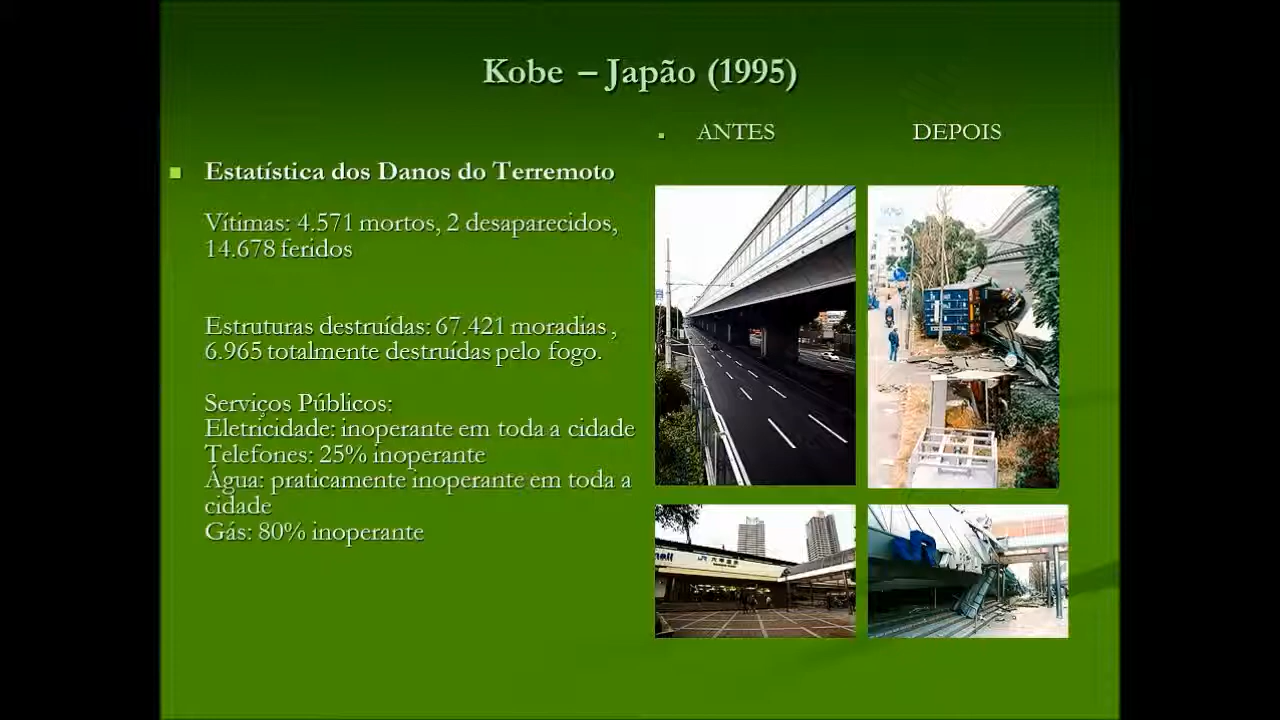 Kobe – Japão (1995)
ANTES
DEPOIS
Estatística dos Danos do Terremoto
Vítimas: 4.571 mortos, 2 desaparecidos,
14.678 feridos
Estruturas destruídas: 67.421 moradias ,
6.965 totalmente destruídas pelo fogo.
Serviços Públicos:
Eletricidade: inoperante em toda a cidade
Telefones: 25% inoperante
Água: praticamente inoperante em toda a
cidade
Gás: 80% inoperante
JR
JR